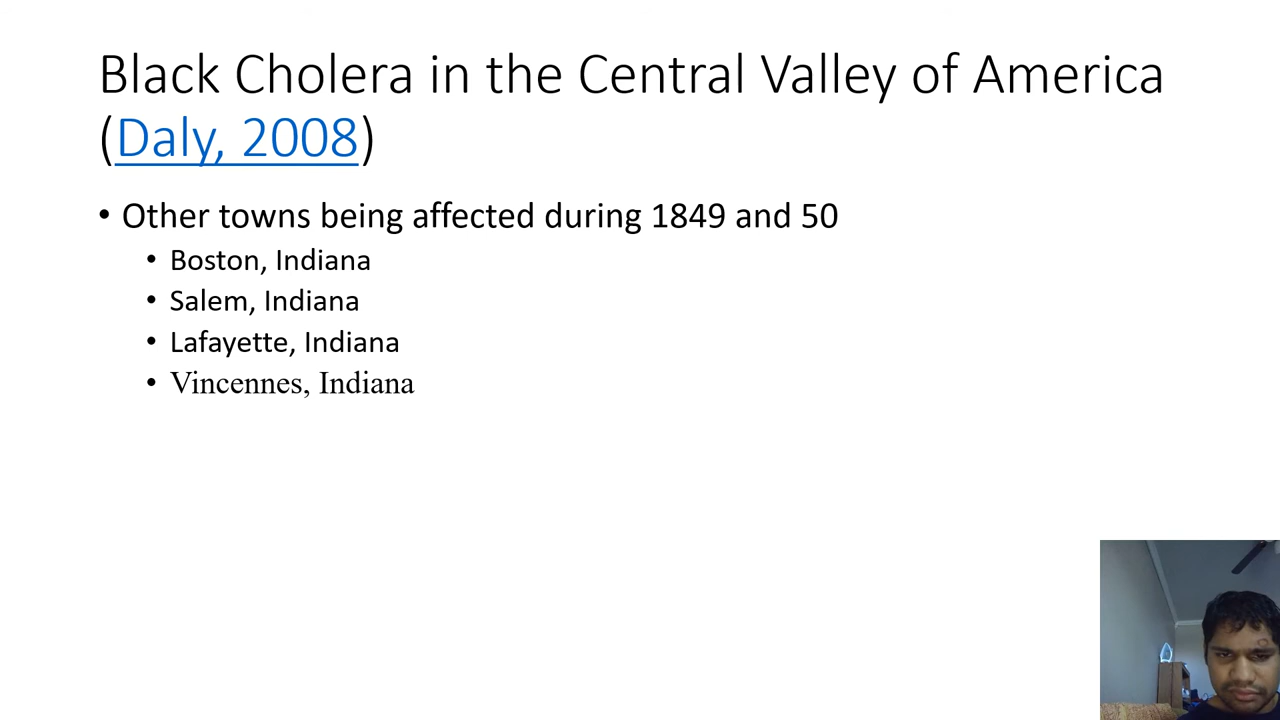 Black Cholera in the Central Valley of America
(Daly, 2008)
• Other towns being affected during 1849 and 50
• Boston, Indiana
• Salem, Indiana
• Lafayette, Indiana
• Vincennes, Indiana